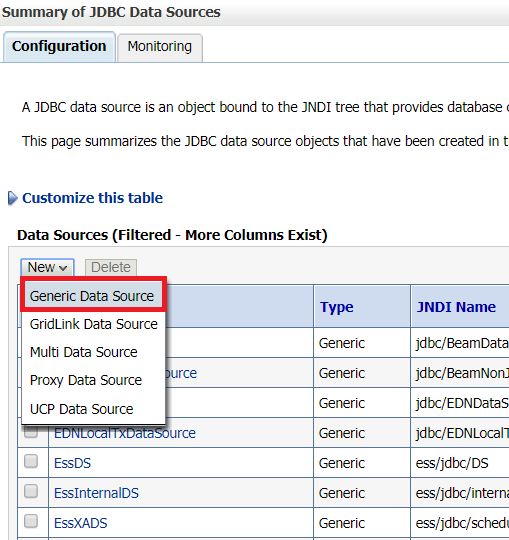 Summary of JDBC Data Sources
Configuration Monitoring
A JDBC data source is an object bound to the JNDI tree that provides database
This page summarizes the JDBC data source objects that have been created in
Customize this table
Data Sources (Filtered - More Columns Exist)
New Delete
Type JNDI Name
Generic Data Source
GridLink Data Source
Multi Data Source
Proxy Data Source
UCP Data Source
Generic jdbc/BeamData
ource Generic jdbc/BeamNonJ
Generic jdbc/EDNDataS
EDNLocalTxDataSource Generic jdbc/EDNLocalT
EssDS Generic ess/jdbc/DS
EssInternalDS Generic ess/jdbc/interna
EssXADS Generic ess/jdbc/schedu